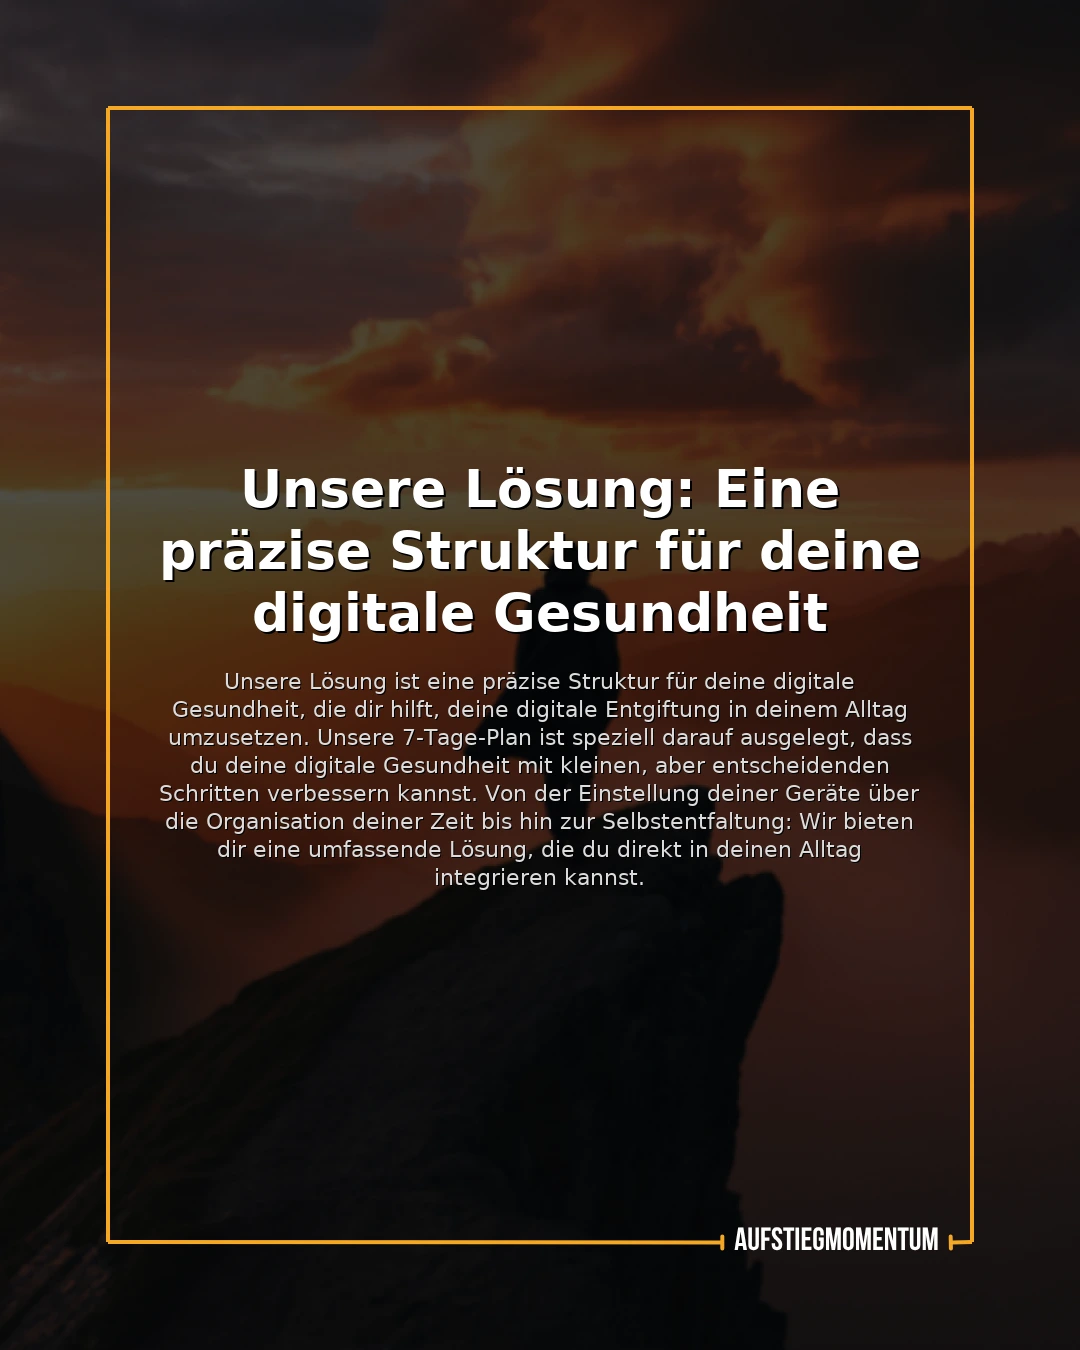 Unsere Lösung: Eine
präzise Struktur für deine
digitale Gesundheit
Unsere Lösung ist eine präzise Struktur für deine digitale
Gesundheit, die dir hilft, deine digitale Entgiftung in deinem Alltag
umzusetzen. Unsere 7-Tage-Plan ist speziell darauf ausgelegt, dass
du deine digitale Gesundheit mit kleinen, aber entscheidenden
Schritten verbessern kannst. Von der Einstellung deiner Geräte über
die Organisation deiner Zeit bis hin zur Selbstentfaltung: Wir bieten
dir eine umfassende Lösung, die du direkt in deinen Alltag
integrieren kannst.
AUFSTIEGMOMENTUM